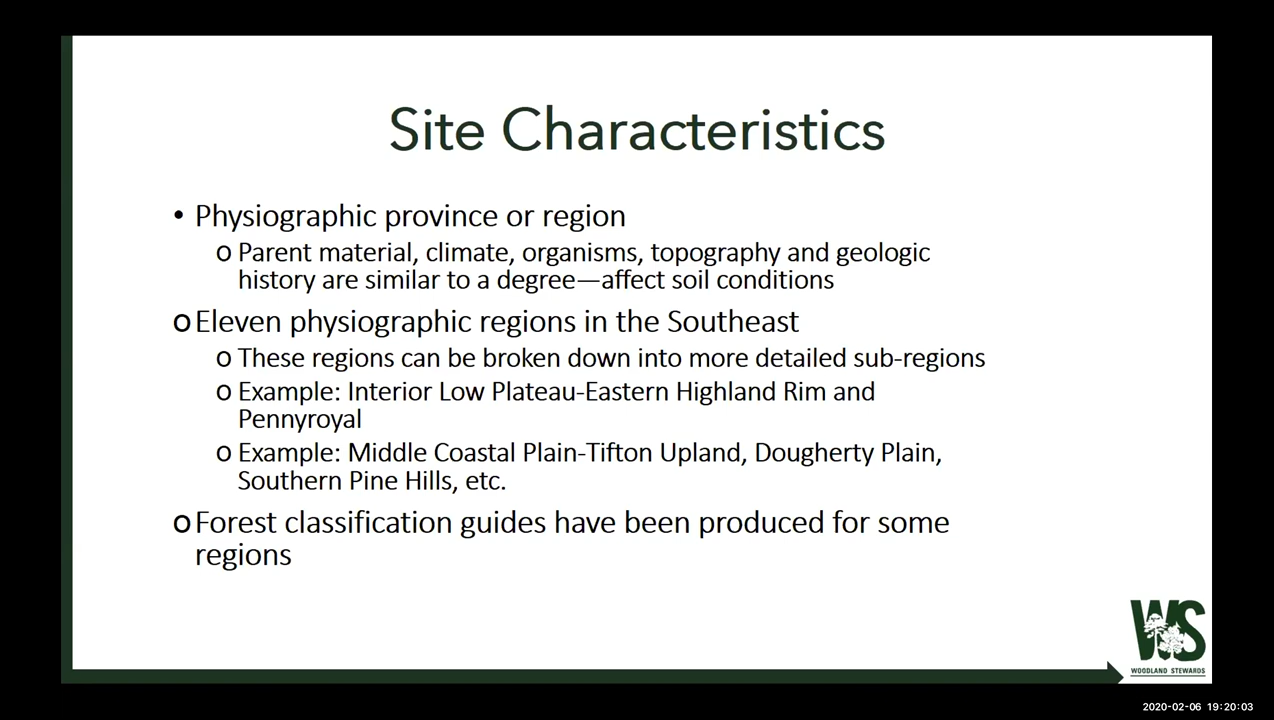 Site Characteristics
• Physiographic province or region
o Parent material, climate, organisms, topography and geologic
history are similar to a degree—affect soil conditions
o Eleven physiographic regions in the Southeast
o These regions can be broken down into more detailed sub-regions
o Example: Interior Low Plateau-Eastern Highland Rim and
Pennyroyal
o Example: Middle Coastal Plain-Tifton Upland, Dougherty Plain,
Southern Pine Hills, etc.
o Forest classification guides have been produced for some
regions
WS
WOODLAND STEWARDS
2020-02-06 19:20:03